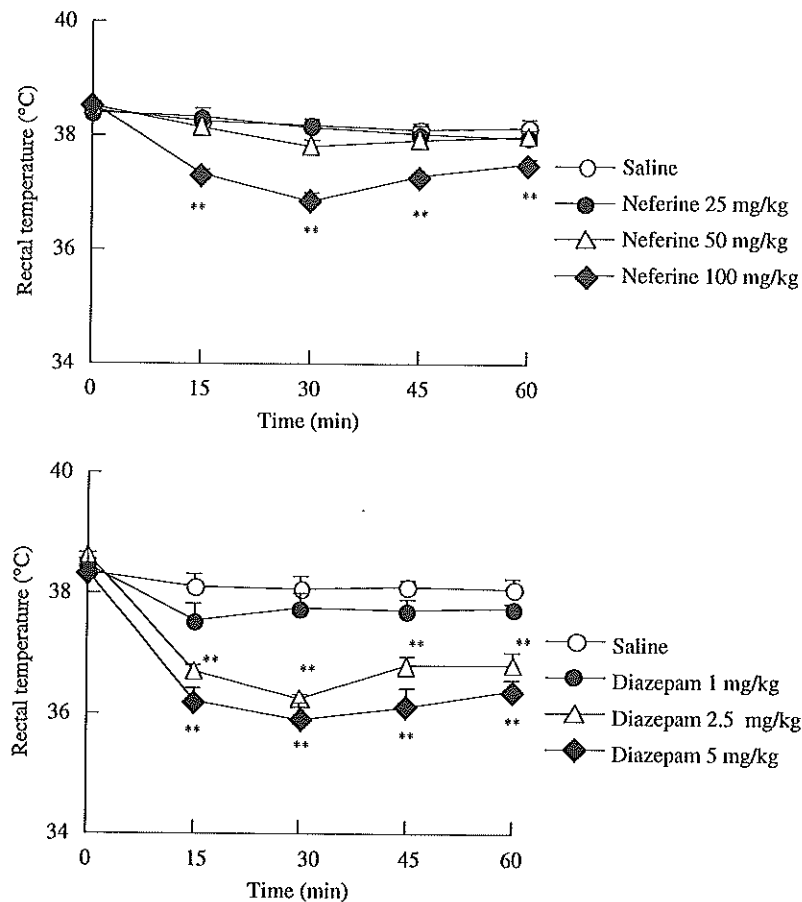 40
38
36
34
Rectal temperature (°C)
**
**
**
**
0
15
30
45
60
Time (min)
Saline
Neferine 25 mg/kg
Neferine 50 mg/kg
Neferine 100 mg/kg
40
38
36
34
Rectal temperature (°C)
**
**
**
**
**
**
**
**
0
15
30
45
60
Time (min)
Saline
Diazepam 1 mg/kg
Diazepam 2.5 mg/kg
Diazepam 5 mg/kg